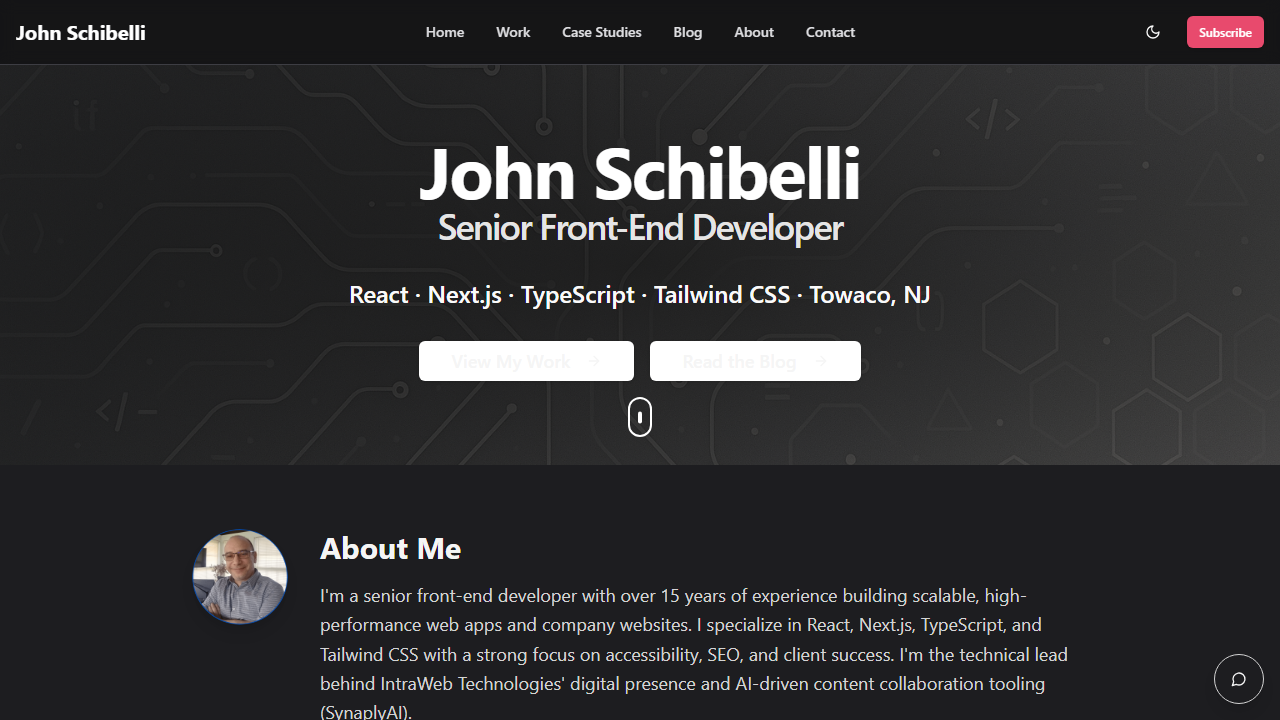 John Schibelli
Home Work Case Studies Blog About Contact
Subscribe
</>
John Schibelli
Senior Front-End Developer
React · Next.js · TypeScript · Tailwind CSS · Towaco, NJ
View My Work → Read the Blog →
About Me
I'm a senior front-end developer with over 15 years of experience building scalable, high-
performance web apps and company websites. I specialize in React, Next.js, TypeScript, and
Tailwind CSS with a strong focus on accessibility, SEO, and client success. I'm the technical lead
behind IntraWeb Technologies' digital presence and AI-driven content collaboration tooling
(SynaplyAI).